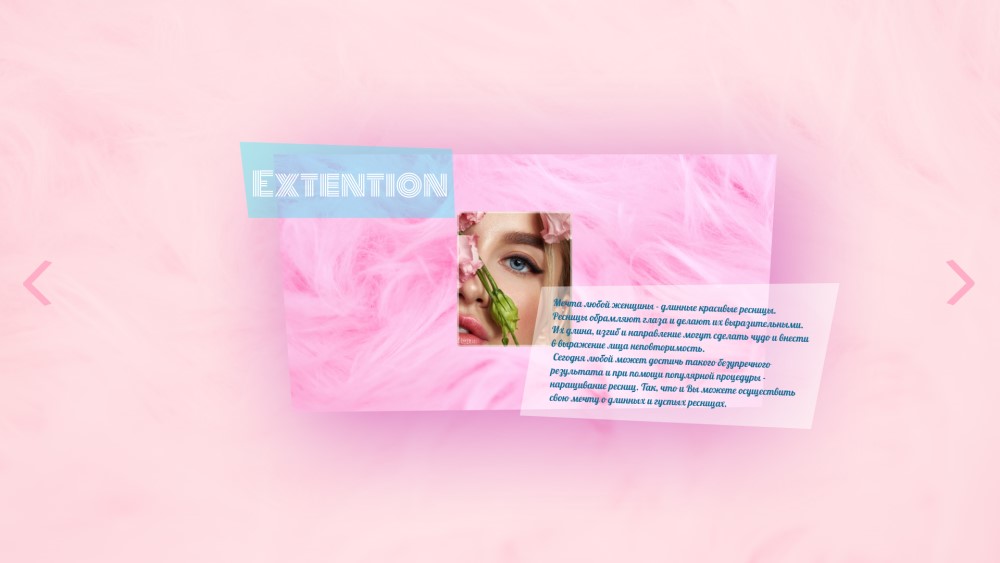 Extention
Мечта любой женщины - длинные красивые ресницы.
Ресницы обрамляют глаза и делают их выразительными.
Их длина, изгиб и направление могут сделать чудо и внести
в выражение лица неповторимость.
Сегодня любой может достичь такого безупречного
результата и при помощи популярной процедуры -
наращивание ресниц. Так, что и Вы можете осуществить
свою мечту о длинных и густых ресницах.